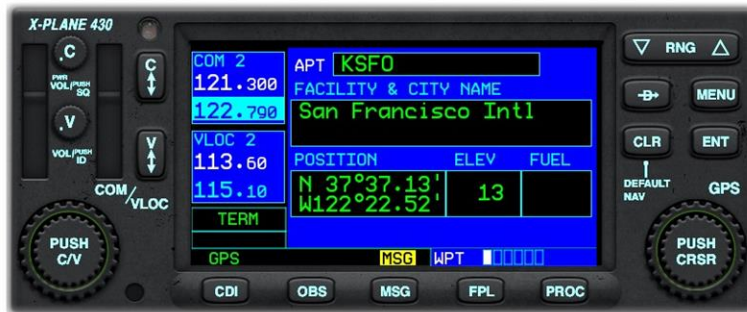 X-PLANE 430
.C
PWR
VOL/PUSH
SQ
C
.V
VOL/PUSH
ID
V
COM/VLOC
PUSH
C/V
COM 2
121.300
122.790
VLOC 2
113.60
115.10
TERM
GPS
APT KSFO
FACILITY & CITY NAME
San Francisco Intl
POSITION ELEV FUEL
N 37°37.13' 13
W122°22.52'
MSG WPT
CDI OBS MSG FPL PROC
RNG
D
MENU
CLR ENT
DEFAULT
NAV
GPS
PUSH
CRSR